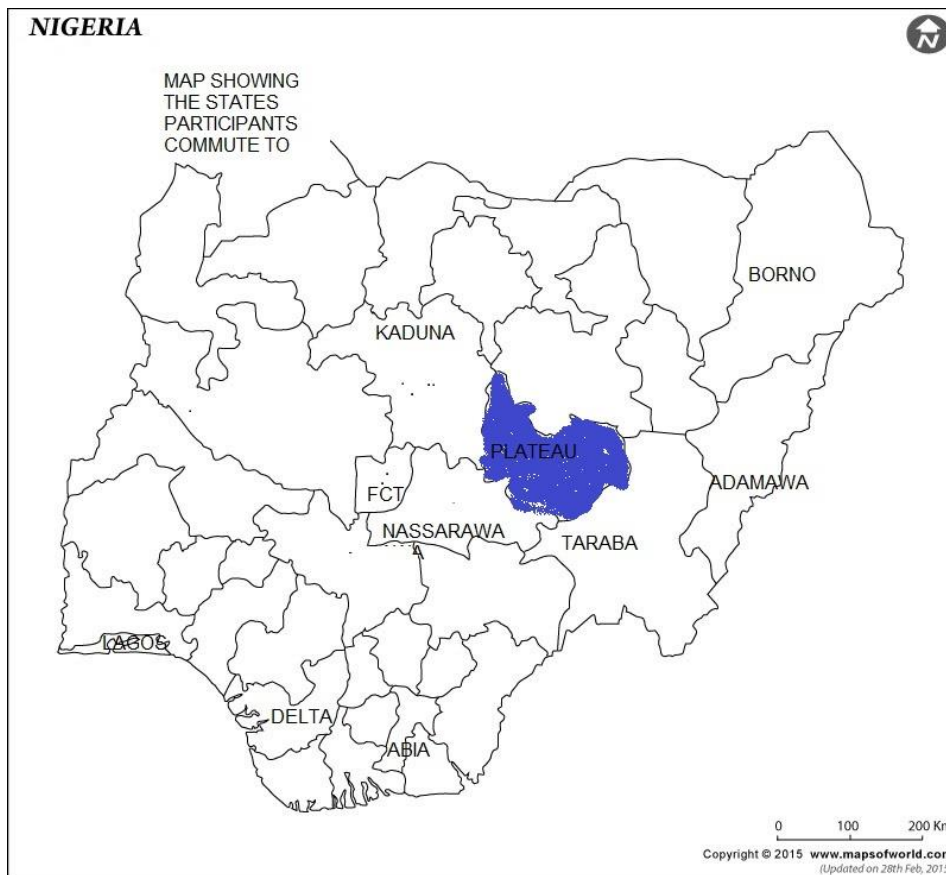 NIGERIA
N
MAP SHOWING
THE STATES
PARTICIPANTS
COMMUTE TO
BORNO
KADUNA
PLATEAU
ADAMAWA
FCT
NASSARAWA
TARABA
LAGOS
DELTA
ABIA
0 100 200 Km
Copyright © 2015 www.mapsofworld.com
(Updated on 28th Feb, 2015